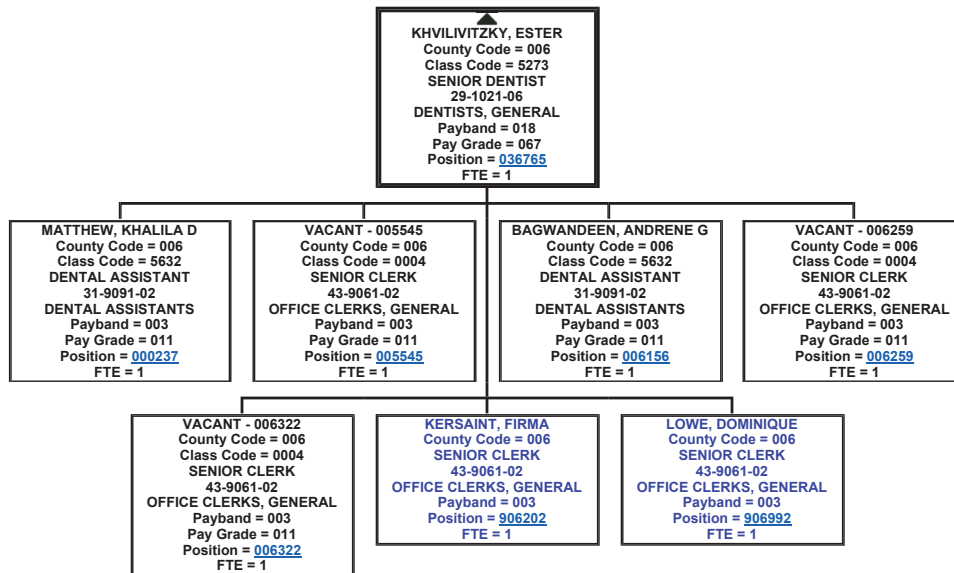 KHVILIVITZKY, ESTER
County Code = 006
Class Code = 5273
SENIOR DENTIST
29-1021-06
DENTISTS, GENERAL
Payband = 018
Pay Grade = 067
Position = 036765
FTE = 1
MATTHEW, KHALILA D
County Code = 006
Class Code = 5632
DENTAL ASSISTANT
31-9091-02
DENTAL ASSISTANTS
Payband = 003
Pay Grade = 011
Position = 000237
FTE = 1
VACANT - 005545
County Code = 006
Class Code = 0004
SENIOR CLERK
43-9061-02
OFFICE CLERKS, GENERAL
Payband = 003
Pay Grade = 011
Position = 005545
FTE = 1
BAGWANDEEN, ANDRENE G
County Code = 006
Class Code = 5632
DENTAL ASSISTANT
31-9091-02
DENTAL ASSISTANTS
Payband = 003
Pay Grade = 011
Position = 006156
FTE = 1
VACANT - 006259
County Code = 006
Class Code = 0004
SENIOR CLERK
43-9061-02
OFFICE CLERKS, GENERAL
Payband = 003
Pay Grade = 011
Position = 006259
FTE = 1
VACANT - 006322
County Code = 006
Class Code = 0004
SENIOR CLERK
43-9061-02
OFFICE CLERKS, GENERAL
Payband = 003
Pay Grade = 011
Position = 006322
FTE = 1
KERSAINT, FIRMA
County Code = 006
SENIOR CLERK
43-9061-02
OFFICE CLERKS, GENERAL
Payband = 003
Position = 906202
FTE = 1
LOWE, DOMINIQUE
County Code = 006
SENIOR CLERK
43-9061-02
OFFICE CLERKS, GENERAL
Payband = 003
Position = 906992
FTE = 1